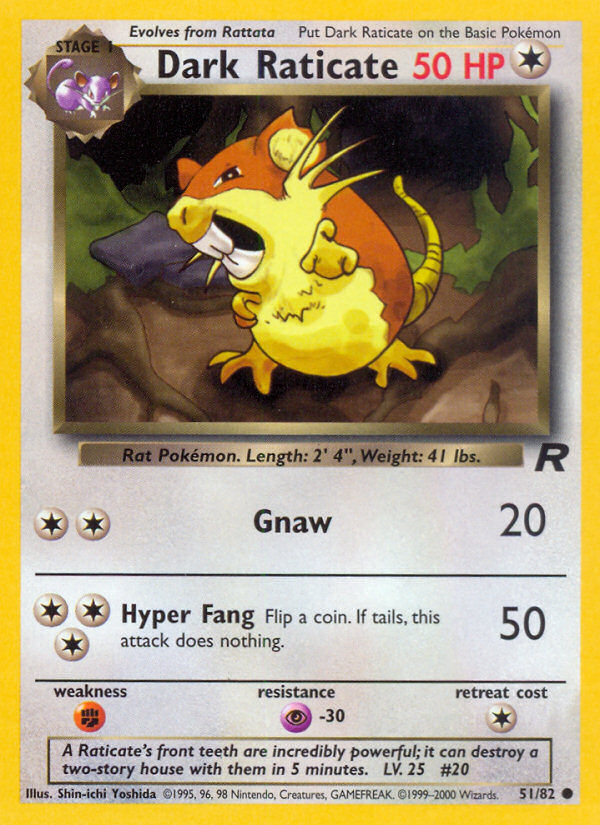 Evolves from Rattata Put Dark Raticate on the Basic Pokémon
STAGE 1
Dark Raticate 50 HP
Rat Pokémon. Length: 2' 4", Weight: 41 lbs.
R
Gnaw 20
Hyper Fang Flip a coin. If tails, this
attack does nothing.
50
weakness resistance retreat cost
-30
A Raticate's front teeth are incredibly powerful; it can destroy a
two-story house with them in 5 minutes. LV. 25 #20
Illus. Shin-ichi Yoshida ©1995, 96, 98 Nintendo, Creatures, GAMEFREAK. ©1999-2000 Wizards. 51/82